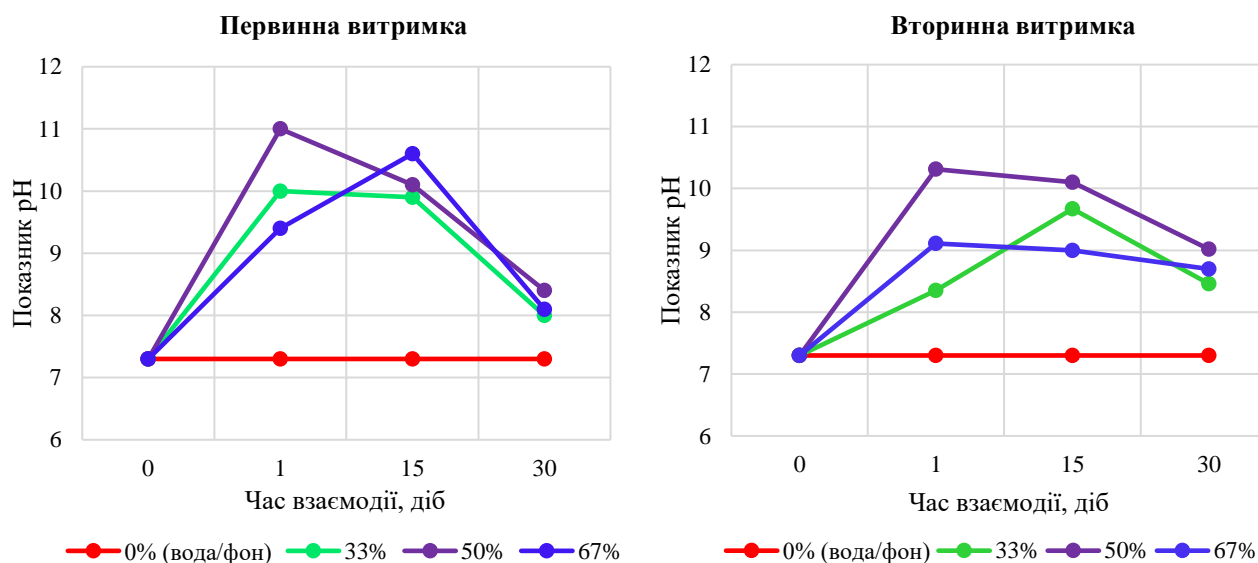 Первинна витримка
12
11
10
9
8
7
6
Показник pH
0 1 15 30
Час взаємодії, діб
0% (вода/фон) 33% 50% 67%
Вторинна витримка
12
11
10
9
8
7
6
Показник pH
0 1 15 30
Час взаємодії, діб
0% (вода/фон) 33% 50% 67%